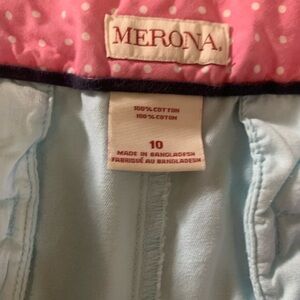 MERONA.
100% COTTON
100% COTON
10
MADE IN BANGLADESH
FABRIQUÉ AU BANGLADESH